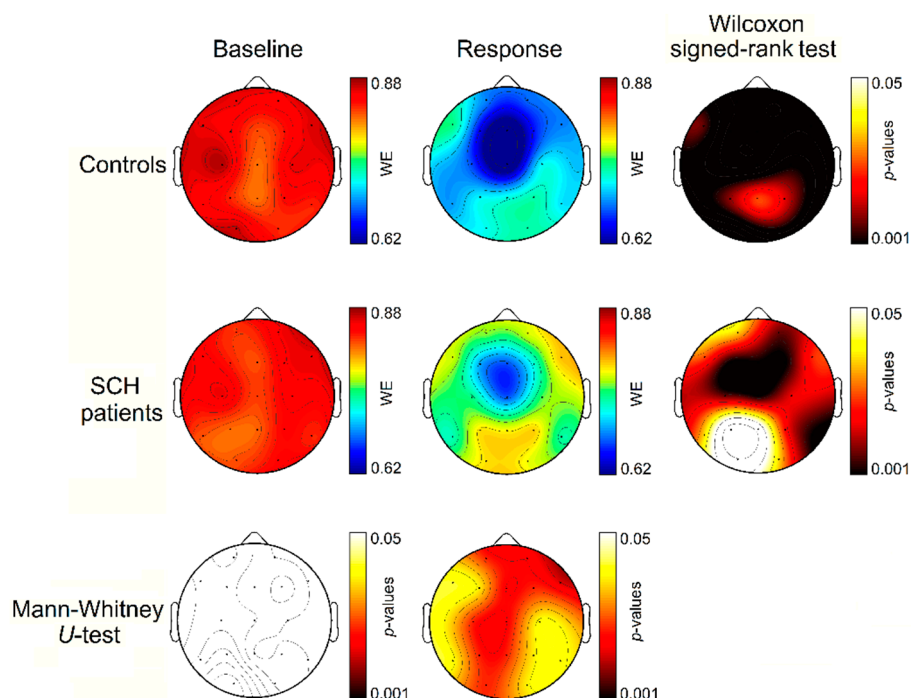 Baseline
Response
Wilcoxon
signed-rank test
Controls
0.88
WE
0.62
0.88
WE
0.62
0.05
p-values
0.001
SCH
patients
0.88
WE
0.62
0.88
WE
0.62
0.05
p-values
0.001
Mann-Whitney
U-test
0.05
p-values
0.001
0.05
p-values
0.001